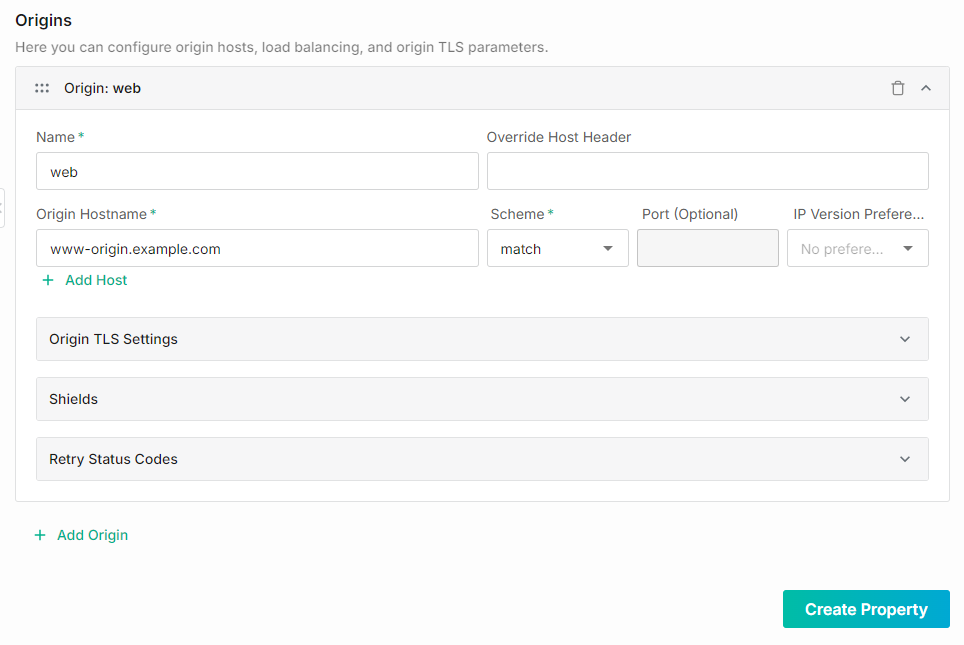 Origins
Here you can configure origin hosts, load balancing, and origin TLS parameters.
Origin: web
Name *
Override Host Header
web
Origin Hostname *
Scheme *
Port (Optional)
IP Version Prefere...
www-origin.example.com
match
No prefere...
+ Add Host
Origin TLS Settings
Shields
Retry Status Codes
+ Add Origin
Create Property